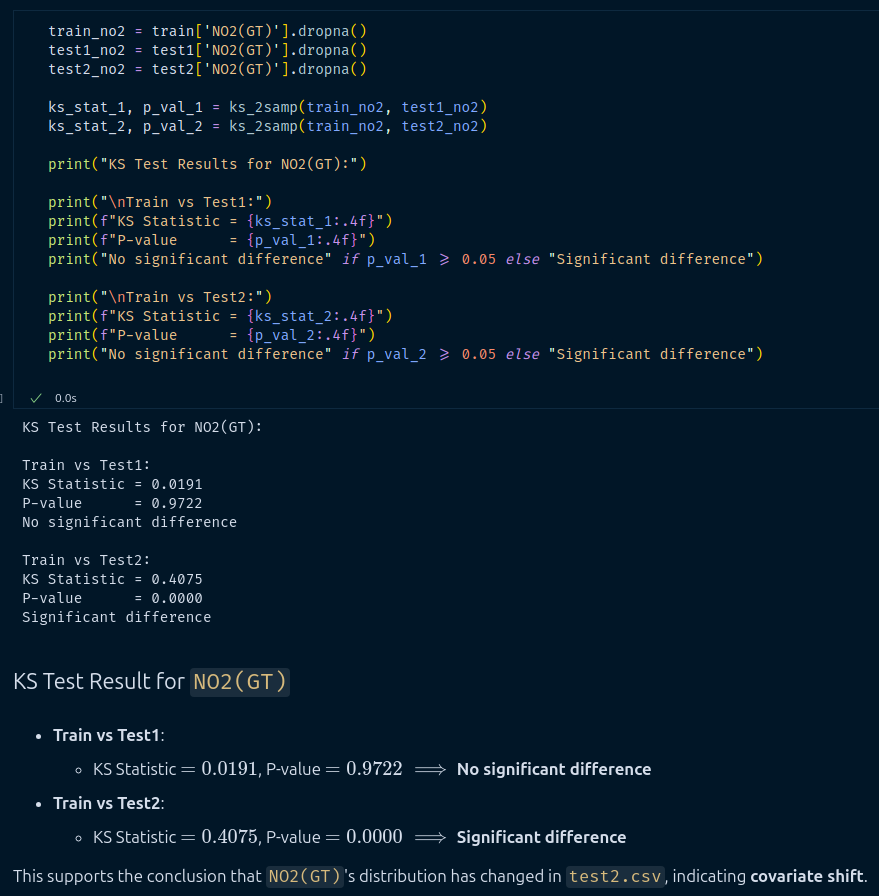 train_no2 = train['NO2(GT)'].dropna()
test1_no2 = test1['NO2(GT)'].dropna()
test2_no2 = test2['NO2(GT)'].dropna()
ks_stat_1, p_val_1 = ks_2samp(train_no2, test1_no2)
ks_stat_2, p_val_2 = ks_2samp(train_no2, test2_no2)
print("KS Test Results for NO2(GT):")
print("\nTrain vs Test1:")
print(f"KS Statistic = {ks_stat_1:.4f}")
print(f"P-value      = {p_val_1:.4f}")
print("No significant difference" if p_val_1 ⩾ 0.05 else "Significant difference")
print("\nTrain vs Test2:")
print(f"KS Statistic = {ks_stat_2:.4f}")
print(f"P-value      = {p_val_2:.4f}")
print("No significant difference" if p_val_2 ⩾ 0.05 else "Significant difference")
] ✓ 0.0s
KS Test Results for NO2(GT):
Train vs Test1:
KS Statistic = 0.0191
P-value      = 0.9722
No significant difference
Train vs Test2:
KS Statistic = 0.4075
P-value      = 0.0000
Significant difference
KS Test Result for NO2(GT)
• Train vs Test1:
◦ KS Statistic = 0.0191, P-value = 0.9722 ⟹ No significant difference
• Train vs Test2:
◦ KS Statistic = 0.4075, P-value = 0.0000 ⟹ Significant difference
This supports the conclusion that NO2(GT)'s distribution has changed in test2.csv, indicating covariate shift.